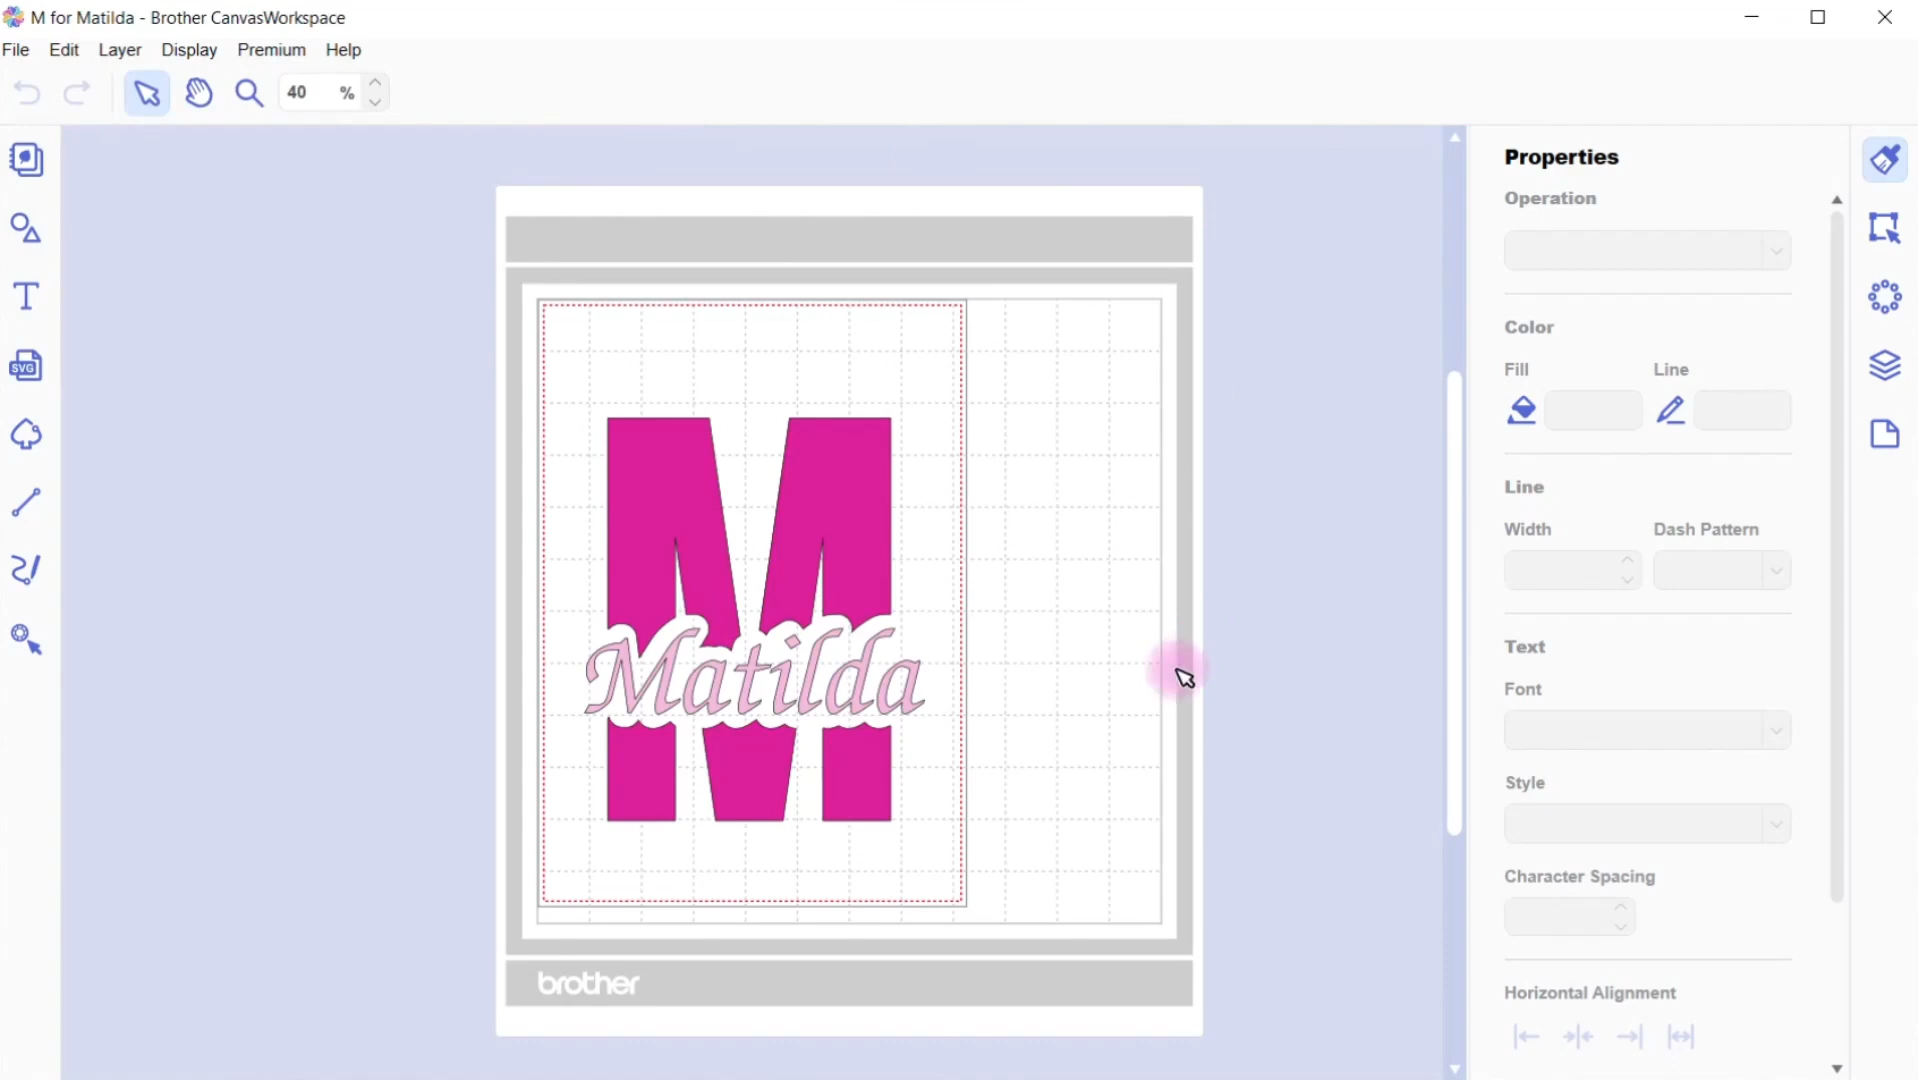 M for Matilda - Brother CanvasWorkspace
File Edit Layer Display Premium Help
40 %
SVG
M
Matilda
brother
Properties
Operation
Color
Fill Line
Line
Width Dash Pattern
Text
Font
Style
Character Spacing
Horizontal Alignment